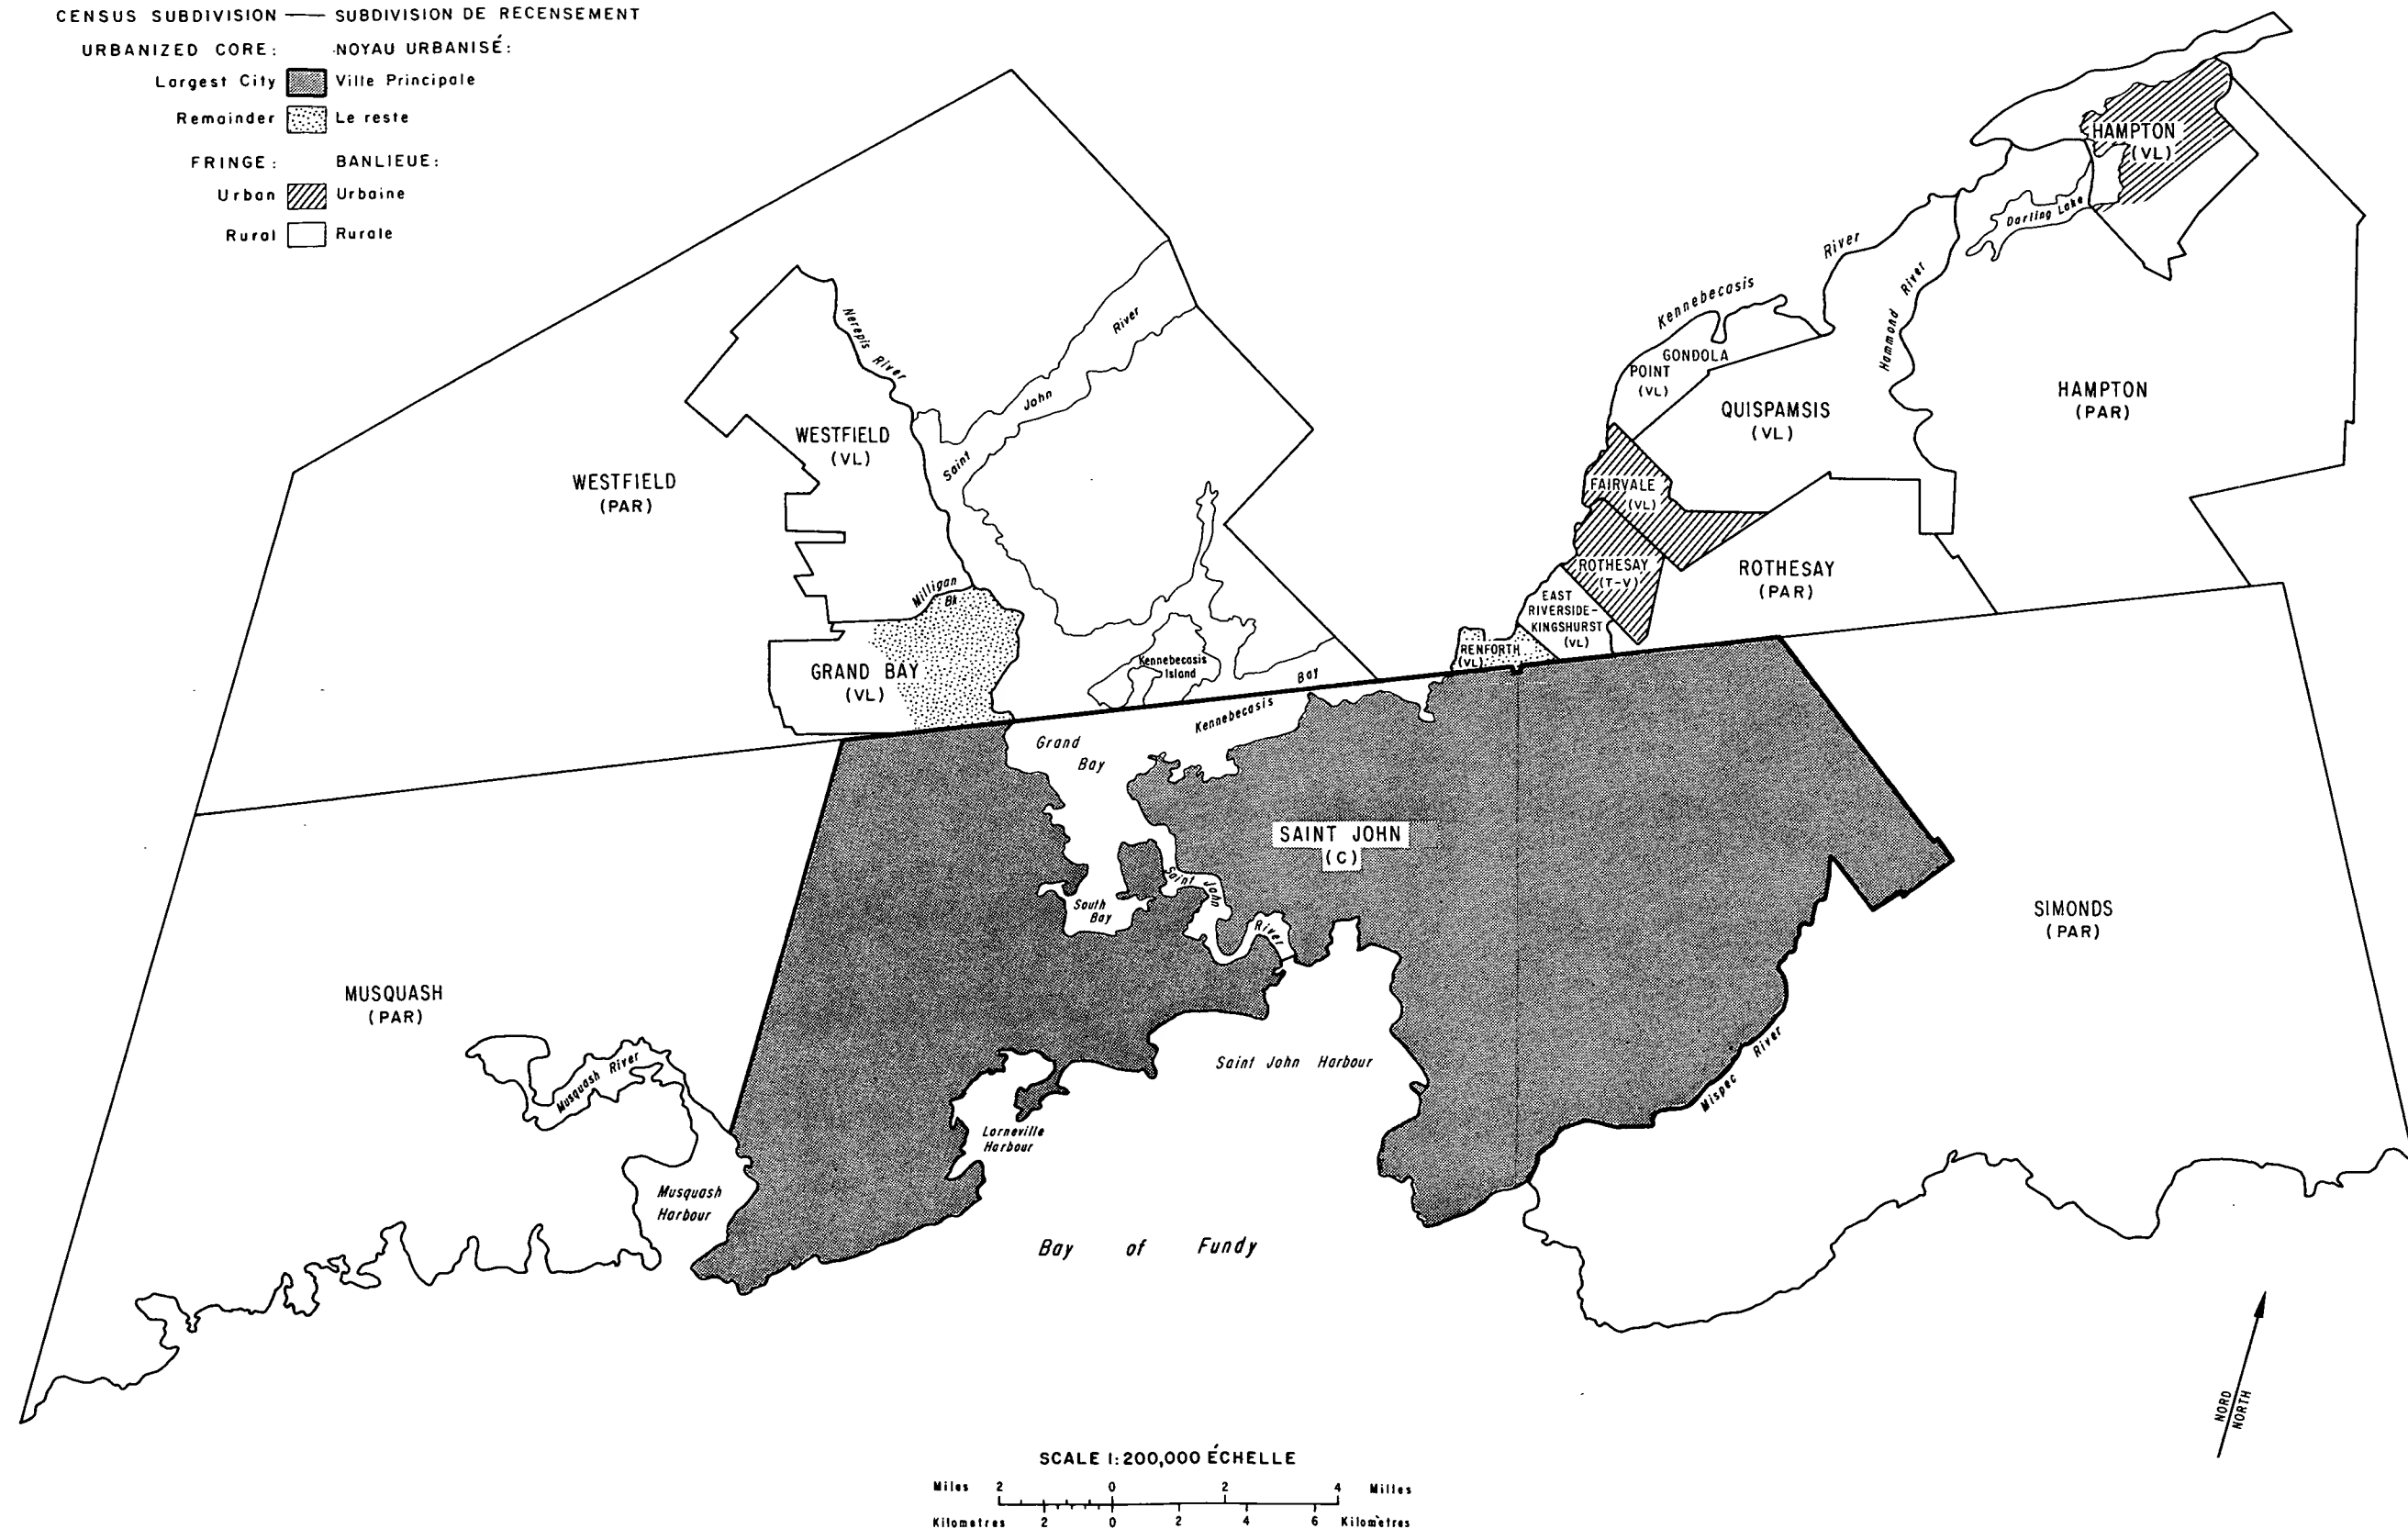 CENSUS SUBDIVISION — SUBDIVISION DE RECENSEMENT
URBANIZED CORE: NOYAU URBANISÉ:
Largest City Ville Principale
Remainder Le reste
FRINGE: BANLIEUE:
Urban Urbaine
Rural Rurale
HAMPTON
(VL)
Darling Lake
Kennebecasis River
Hammond River
Nerepis River
Saint John River
GONDOLA
POINT
(VL)
QUISPAMSIS
(VL)
HAMPTON
(PAR)
WESTFIELD
(VL)
WESTFIELD
(PAR)
FAIRVALE
(VL)
ROTHESAY
(T-V)
ROTHESAY
(PAR)
EAST
RIVERSIDE-
KINGSHURST
(VL)
RENFORTH
(VL)
Milligan
Bk
GRAND BAY
(VL)
Kennebecasis
Island
Kennebecasis Bay
Grand
Bay
SAINT JOHN
(C)
South
Bay
Saint John River
SIMONDS
(PAR)
MUSQUASH
(PAR)
Musquash River
Saint John Harbour
Mispec River
Lorneville
Harbour
Musquash
Harbour
Bay of Fundy
NORD
NORTH
SCALE 1:200,000 ÉCHELLE
Miles 2 0 2 4 Milles
Kilometres 2 0 2 4 6 Kilomètres